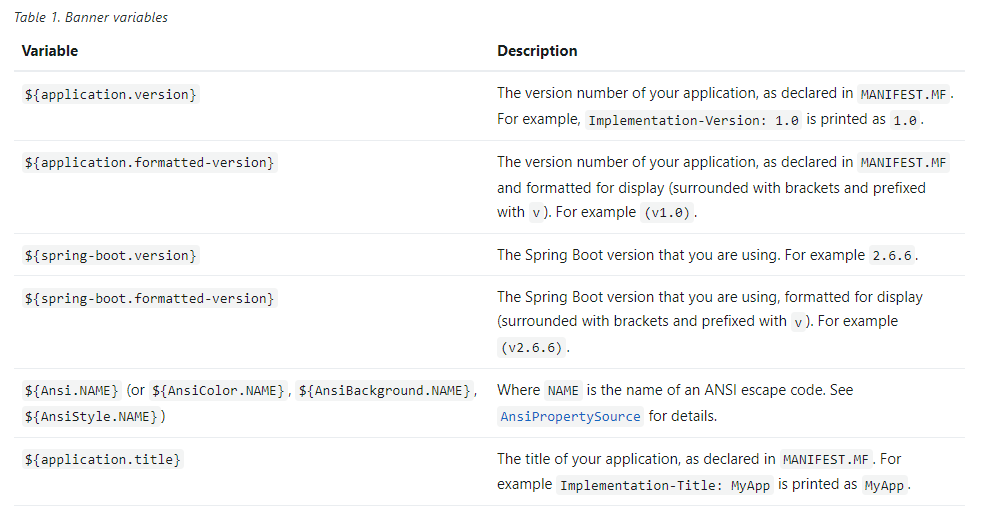 Table 1. Banner variables
Variable Description
${application.version} The version number of your application, as declared in MANIFEST.MF.
For example, Implementation-Version: 1.0 is printed as 1.0.
${application.formatted-version} The version number of your application, as declared in MANIFEST.MF
and formatted for display (surrounded with brackets and prefixed
with v). For example (v1.0).
${spring-boot.version} The Spring Boot version that you are using. For example 2.6.6.
${spring-boot.formatted-version} The Spring Boot version that you are using, formatted for display
(surrounded with brackets and prefixed with v). For example
(v2.6.6).
${Ansi.NAME} (or ${AnsiColor.NAME}, ${AnsiBackground.NAME}, Where NAME is the name of an ANSI escape code. See
${AnsiStyle.NAME}) AnsiPropertySource for details.
${application.title} The title of your application, as declared in MANIFEST.MF. For
example Implementation-Title: MyApp is printed as MyApp.